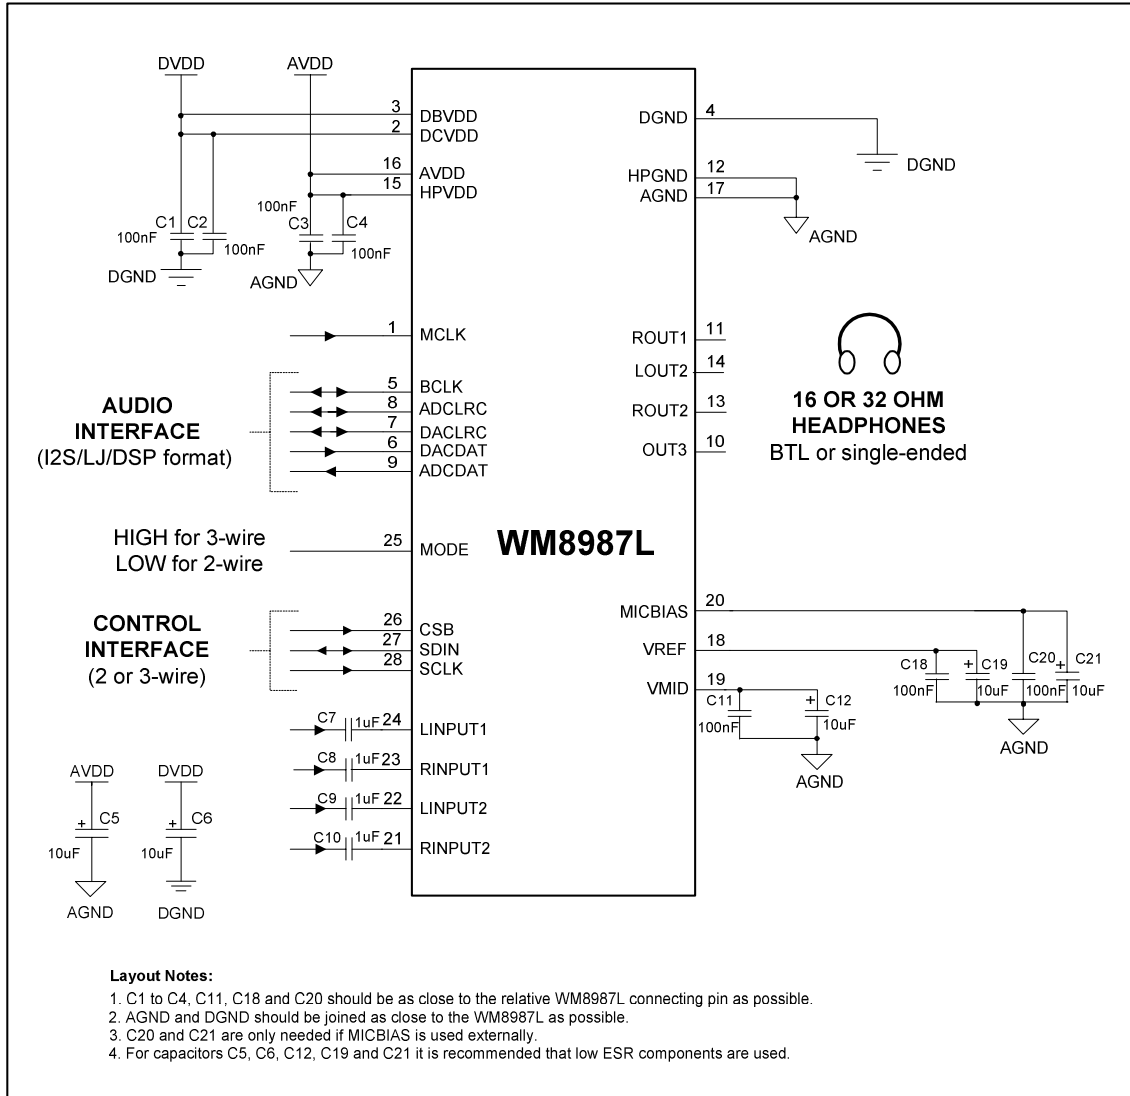 DVDD
AVDD
3
DBVDD
2
DCVDD
16
AVDD
15
HPVDD
C1
C2
100nF
100nF
100nF
C3
C4
100nF
DGND
AGND
4
DGND
DGND
12
HPGND
17
AGND
AGND
1
MCLK
AUDIO
INTERFACE
(I2S/LJ/DSP format)
5
BCLK
8
ADCLRC
7
DACLRC
6
DACDAT
9
ADCDAT
ROUT1
11
LOUT2
14
ROUT2
13
OUT3
10
16 OR 32 OHM
HEADPHONES
BTL or single-ended
HIGH for 3-wire
LOW for 2-wire
25
MODE
WM8987L
CONTROL
INTERFACE
(2 or 3-wire)
26
CSB
27
SDIN
28
SCLK
MICBIAS
20
VREF
18
VMID
19
C18
100nF
+
C19
10uF
C20
100nF
+
C21
10uF
AGND
C11
100nF
+
C12
10uF
AGND
C7
1uF
24
LINPUT1
C8
1uF
23
RINPUT1
C9
1uF
22
LINPUT2
C10
1uF
21
RINPUT2
AVDD
+
C5
10uF
AGND
DVDD
+
C6
10uF
DGND
Layout Notes:
1. C1 to C4, C11, C18 and C20 should be as close to the relative WM8987L connecting pin as possible.
2. AGND and DGND should be joined as close to the WM8987L as possible.
3. C20 and C21 are only needed if MICBIAS is used externally.
4. For capacitors C5, C6, C12, C19 and C21 it is recommended that low ESR components are used.